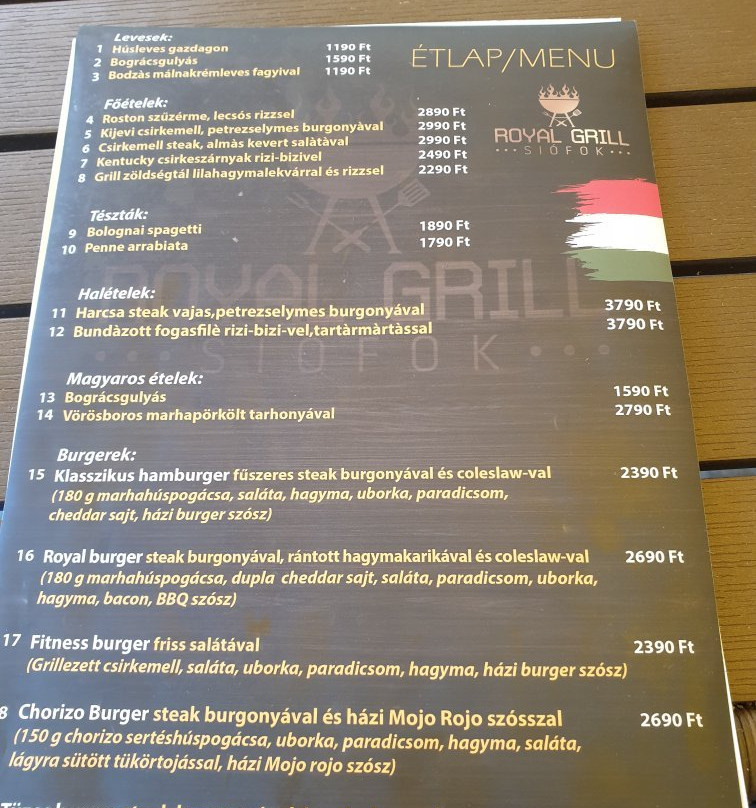 ÉTLAP/MENU
ROYAL GRILL
SIÓFOK
Levesek:
1 Húsleves gazdagon 1190 Ft
2 Bográcsgulyás 1590 Ft
3 Bodzàs málnakrémleves fagyival 1190 Ft
Főételek:
4 Roston szűzérme, lecsós rizzsel 2890 Ft
5 Kijevi csirkemell, petrezselymes burgonyàval 2990 Ft
6 Csirkemell steak, almàs kevert salàtàval 2990 Ft
7 Kentucky csirkeszárnyak rizi-bizivel 2490 Ft
8 Grill zöldségtál lilahagymalekvárral és rizzsel 2290 Ft
Tészták:
9 Bolognai spagetti 1890 Ft
10 Penne arrabiata 1790 Ft
ROYAL GRILL
SIÓFOK
Halételek:
11 Harcsa steak vajas,petrezselymes burgonyával 3790 Ft
12 Bundàzott fogasfilè rizi-bizi-vel,tartàrmàrtàssal 3790 Ft
Magyaros ételek:
13 Bográcsgulyás 1590 Ft
14 Vörösboros marhapörkölt tarhonyával 2790 Ft
Burgerek:
15 Klasszikus hamburger fűszeres steak burgonyával és coleslaw-val 2390 Ft
(180 g marhahúspogácsa, saláta, hagyma, uborka, paradicsom,
cheddar sajt, házi burger szósz)
16 Royal burger steak burgonyával, rántott hagymakarikával és coleslaw-val 2690 Ft
(180 g marhahúspogácsa, dupla cheddar sajt, saláta, paradicsom, uborka,
hagyma, bacon, BBQ szósz)
17 Fitness burger friss salátával 2390 Ft
(Grillezett csirkemell, saláta, uborka, paradicsom, hagyma, házi burger szósz)
8 Chorizo Burger steak burgonyával és házi Mojo Rojo szósszal 2690 Ft
(150 g chorizo sertéshúspogácsa, uborka, paradicsom, hagyma, saláta,
lágyra sütött tükörtojással, házi Mojo rojo szósz)